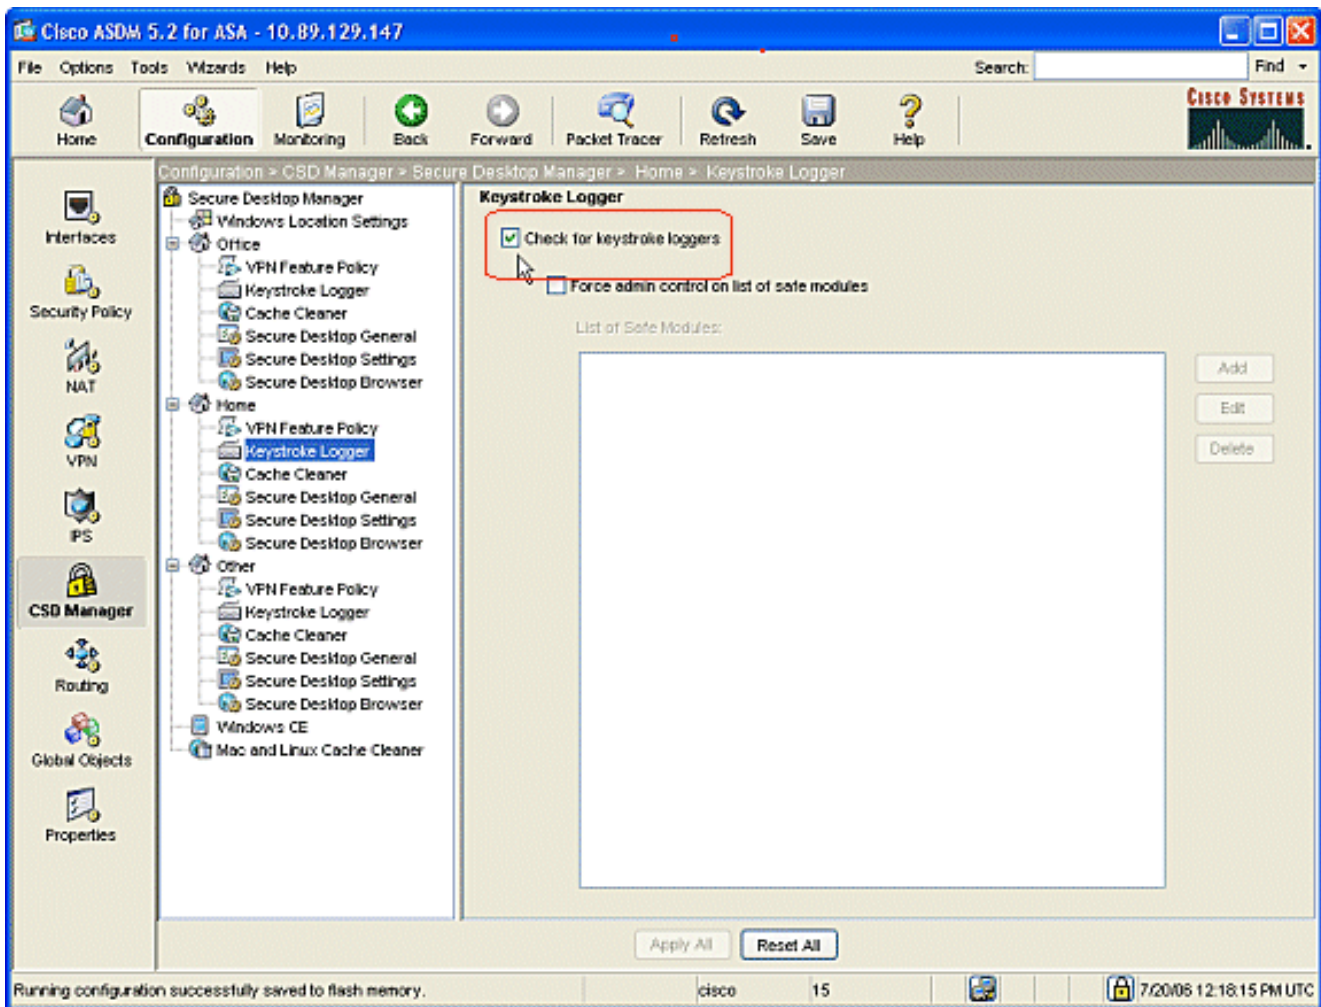 Cisco ASDM 5.2 for ASA - 10.89.129.147
File Options Tools Wizards Help Search: Find
Home Configuration Monitoring Back Forward Packet Tracer Refresh Save Help
CISCO SYSTEMS
Configuration > CSD Manager > Secure Desktop Manager > Home > Keystroke Logger
Interfaces
Security Policy
NAT
VPN
IPS
CSD Manager
Routing
Global Objects
Properties
Secure Desktop Manager
Windows Location Settings
Office
VPN Feature Policy
Keystroke Logger
Cache Cleaner
Secure Desktop General
Secure Desktop Settings
Secure Desktop Browser
Home
VPN Feature Policy
Keystroke Logger
Cache Cleaner
Secure Desktop General
Secure Desktop Settings
Secure Desktop Browser
Other
VPN Feature Policy
Keystroke Logger
Cache Cleaner
Secure Desktop General
Secure Desktop Settings
Secure Desktop Browser
Windows CE
Mac and Linux Cache Cleaner
Keystroke Logger
Check for keystroke loggers
Force admin control on list of safe modules
List of Safe Modules:
Add
Edit
Delete
Apply All Reset All
Running configuration successfully saved to flash memory. cisco 15 7/20/06 12:18:15 PM UTC